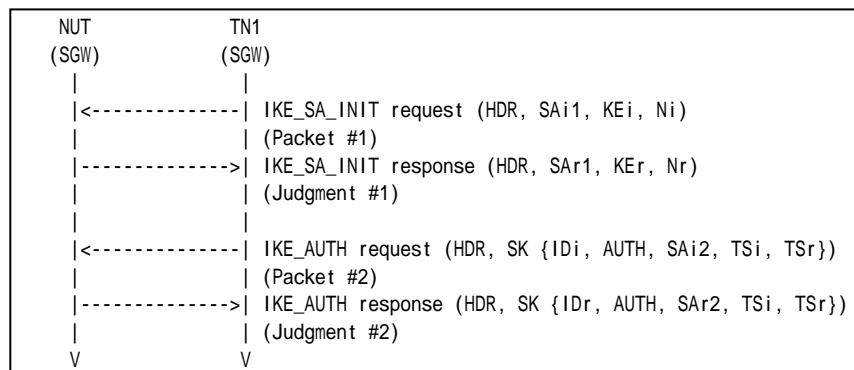 NUT TN1
(SGW) (SGW)
| |
|<--------------| IKE_SA_INIT request (HDR, SAi1, KEi, Ni)
| | (Packet #1)
|-------------->| IKE_SA_INIT response (HDR, SAr1, KEr, Nr)
| | (Judgment #1)
| |
|<--------------| IKE_AUTH request (HDR, SK {IDi, AUTH, SAi2, TSi, TSr})
| | (Packet #2)
|-------------->| IKE_AUTH response (HDR, SK {IDr, AUTH, SAr2, TSi, TSr})
| | (Judgment #2)
V V